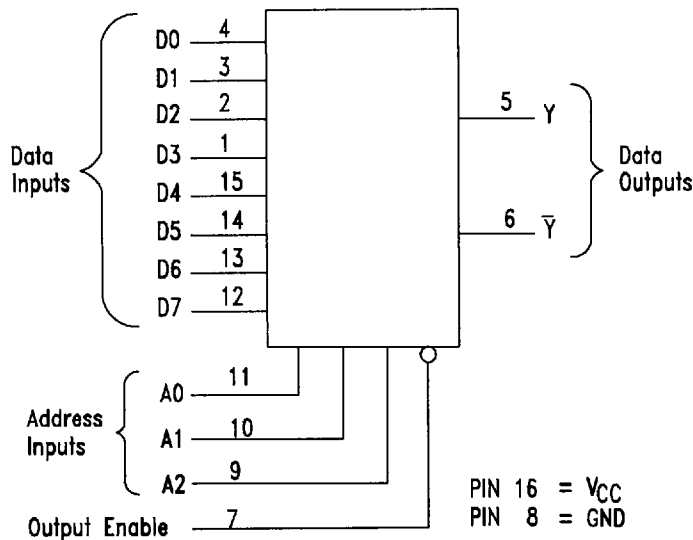 D0 4
D1 3
D2 2
D3 1
D4 15
D5 14
D6 13
D7 12
Data
Inputs
5 Y
6 Y̅
Data
Outputs
A0 11
A1 10
A2 9
Address
Inputs
Output Enable 7
PIN 16 = VCC
PIN 8 = GND